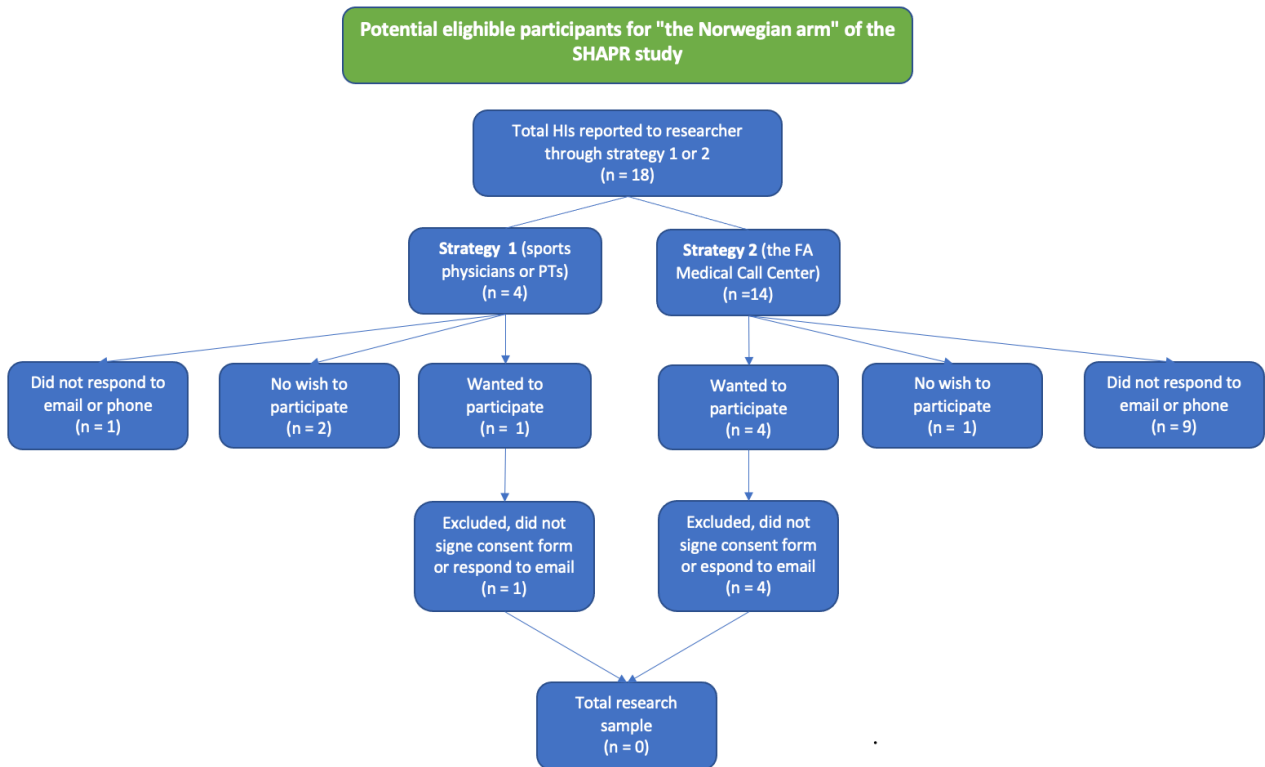 Potential elighible participants for "the Norwegian arm" of the
SHAPR study
Total HIs reported to researcher
through strategy 1 or 2
(n = 18)
Strategy  1 (sports
physicians or PTs)
(n = 4)
Strategy 2 (the FA
Medical Call Center)
(n =14)
Did not respond to
email or phone
(n = 1)
No wish to
participate
(n = 2)
Wanted to
participate
(n =  1)
Wanted to
participate
(n = 4)
No wish to
participate
(n =  1)
Did not respond to
email or phone
(n = 9)
Excluded, did not
signe consent form
or respond to email
(n = 1)
Excluded, did not
signe consent form
or espond to email
(n = 4)
Total research
sample
(n = 0)
.